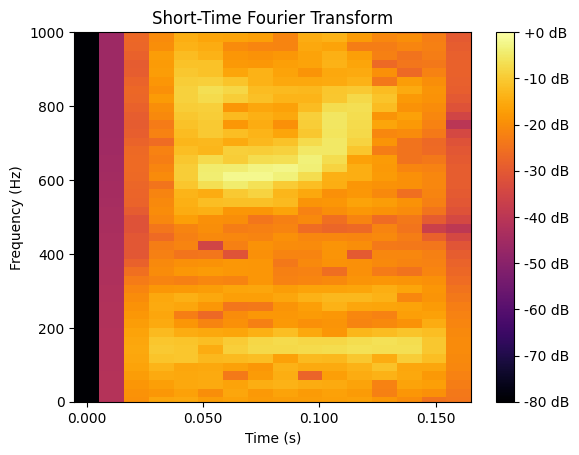 Short-Time Fourier Transform
Frequency (Hz)
1000
800
600
400
200
0
0.000
0.050
0.100
0.150
Time (s)
+0 dB
-10 dB
-20 dB
-30 dB
-40 dB
-50 dB
-60 dB
-70 dB
-80 dB